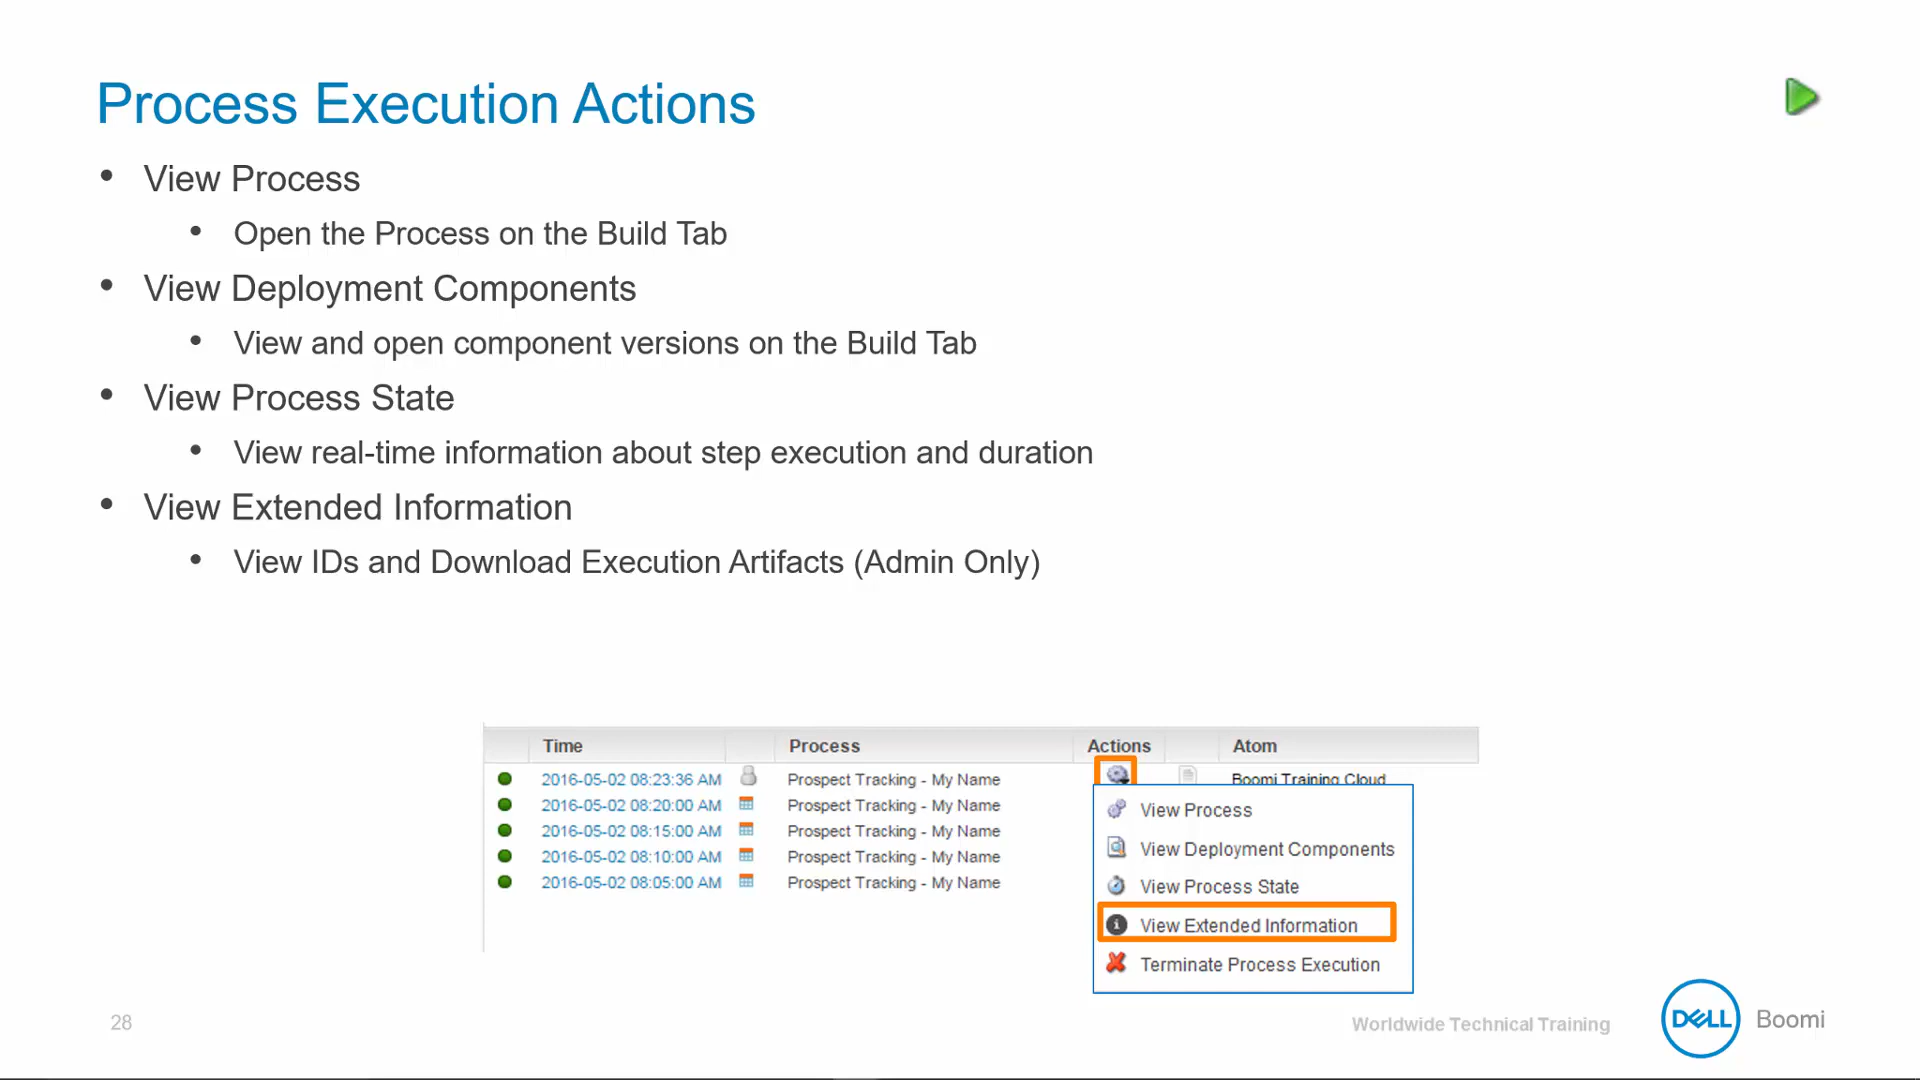 Process Execution Actions
• View Process
• Open the Process on the Build Tab
• View Deployment Components
• View and open component versions on the Build Tab
• View Process State
• View real-time information about step execution and duration
• View Extended Information
• View IDs and Download Execution Artifacts (Admin Only)
Time Process Actions Atom
2016-05-02 08:23:36 AM Prospect Tracking - My Name Boomi Training Cloud
2016-05-02 08:20:00 AM Prospect Tracking - My Name
2016-05-02 08:15:00 AM Prospect Tracking - My Name
2016-05-02 08:10:00 AM Prospect Tracking - My Name
2016-05-02 08:05:00 AM Prospect Tracking - My Name
View Process
View Deployment Components
View Process State
View Extended Information
Terminate Process Execution
28
Worldwide Technical Training
DELL Boomi